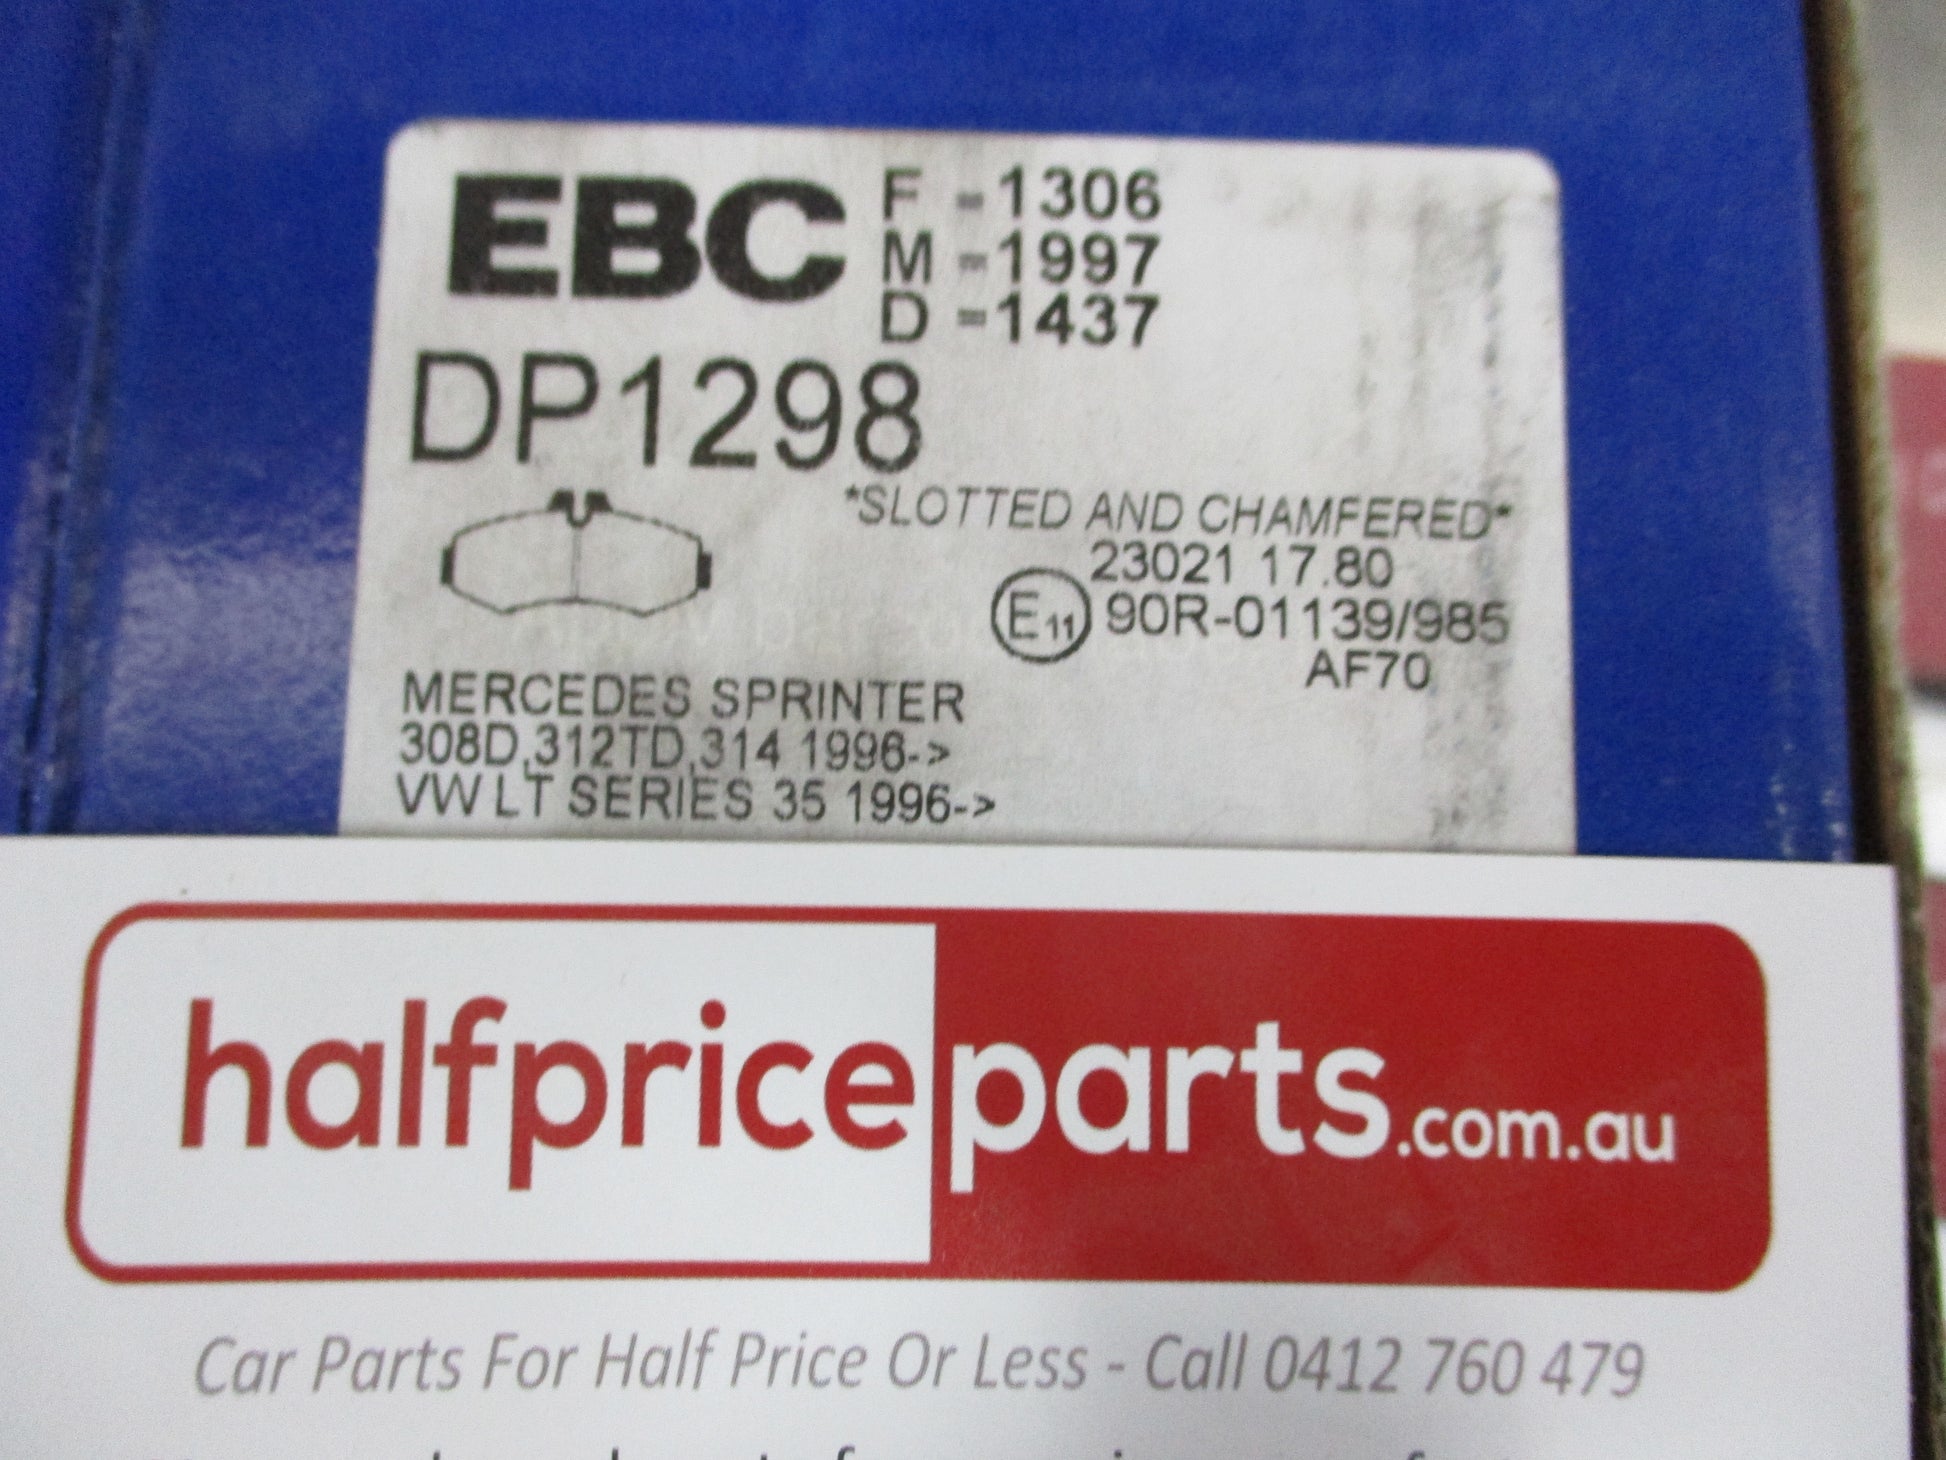 EBC
F -1306
M -1997
D -1437
DP1298
*SLOTTED AND CHAMFERED*
23021 17.80
E11 90R-01139/985
AF70
MERCEDES SPRINTER
308D,312TD,314 1996->
VW LT SERIES 35 1996->
halfpriceparts.com.au
Car Parts For Half Price Or Less - Call 0412 760 479